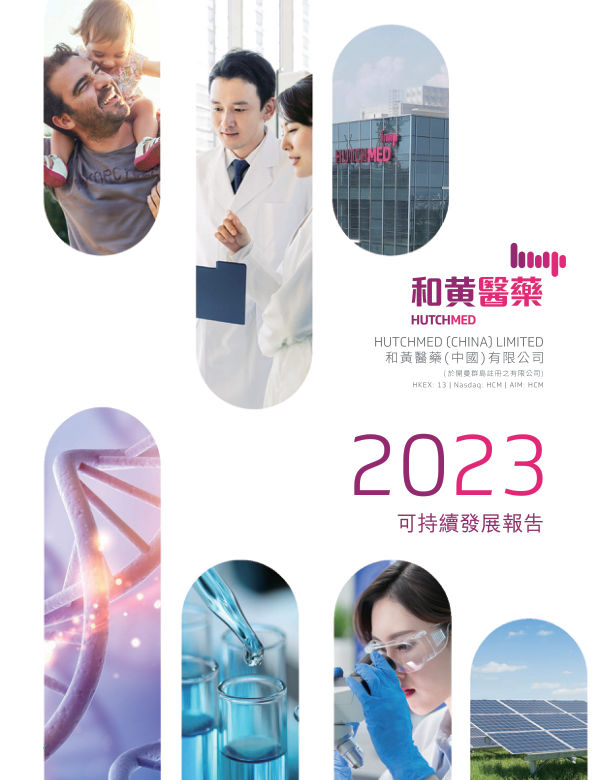 HUTCHMED
和黄醫藥
HUTCHMED
HUTCHMED (CHINA) LIMITED
和黃醫藥(中國)有限公司
(於開曼群島註冊之有限公司)
HKEX: 13 | Nasdaq: HCM | AIM: HCM
2023
可持續發展報告